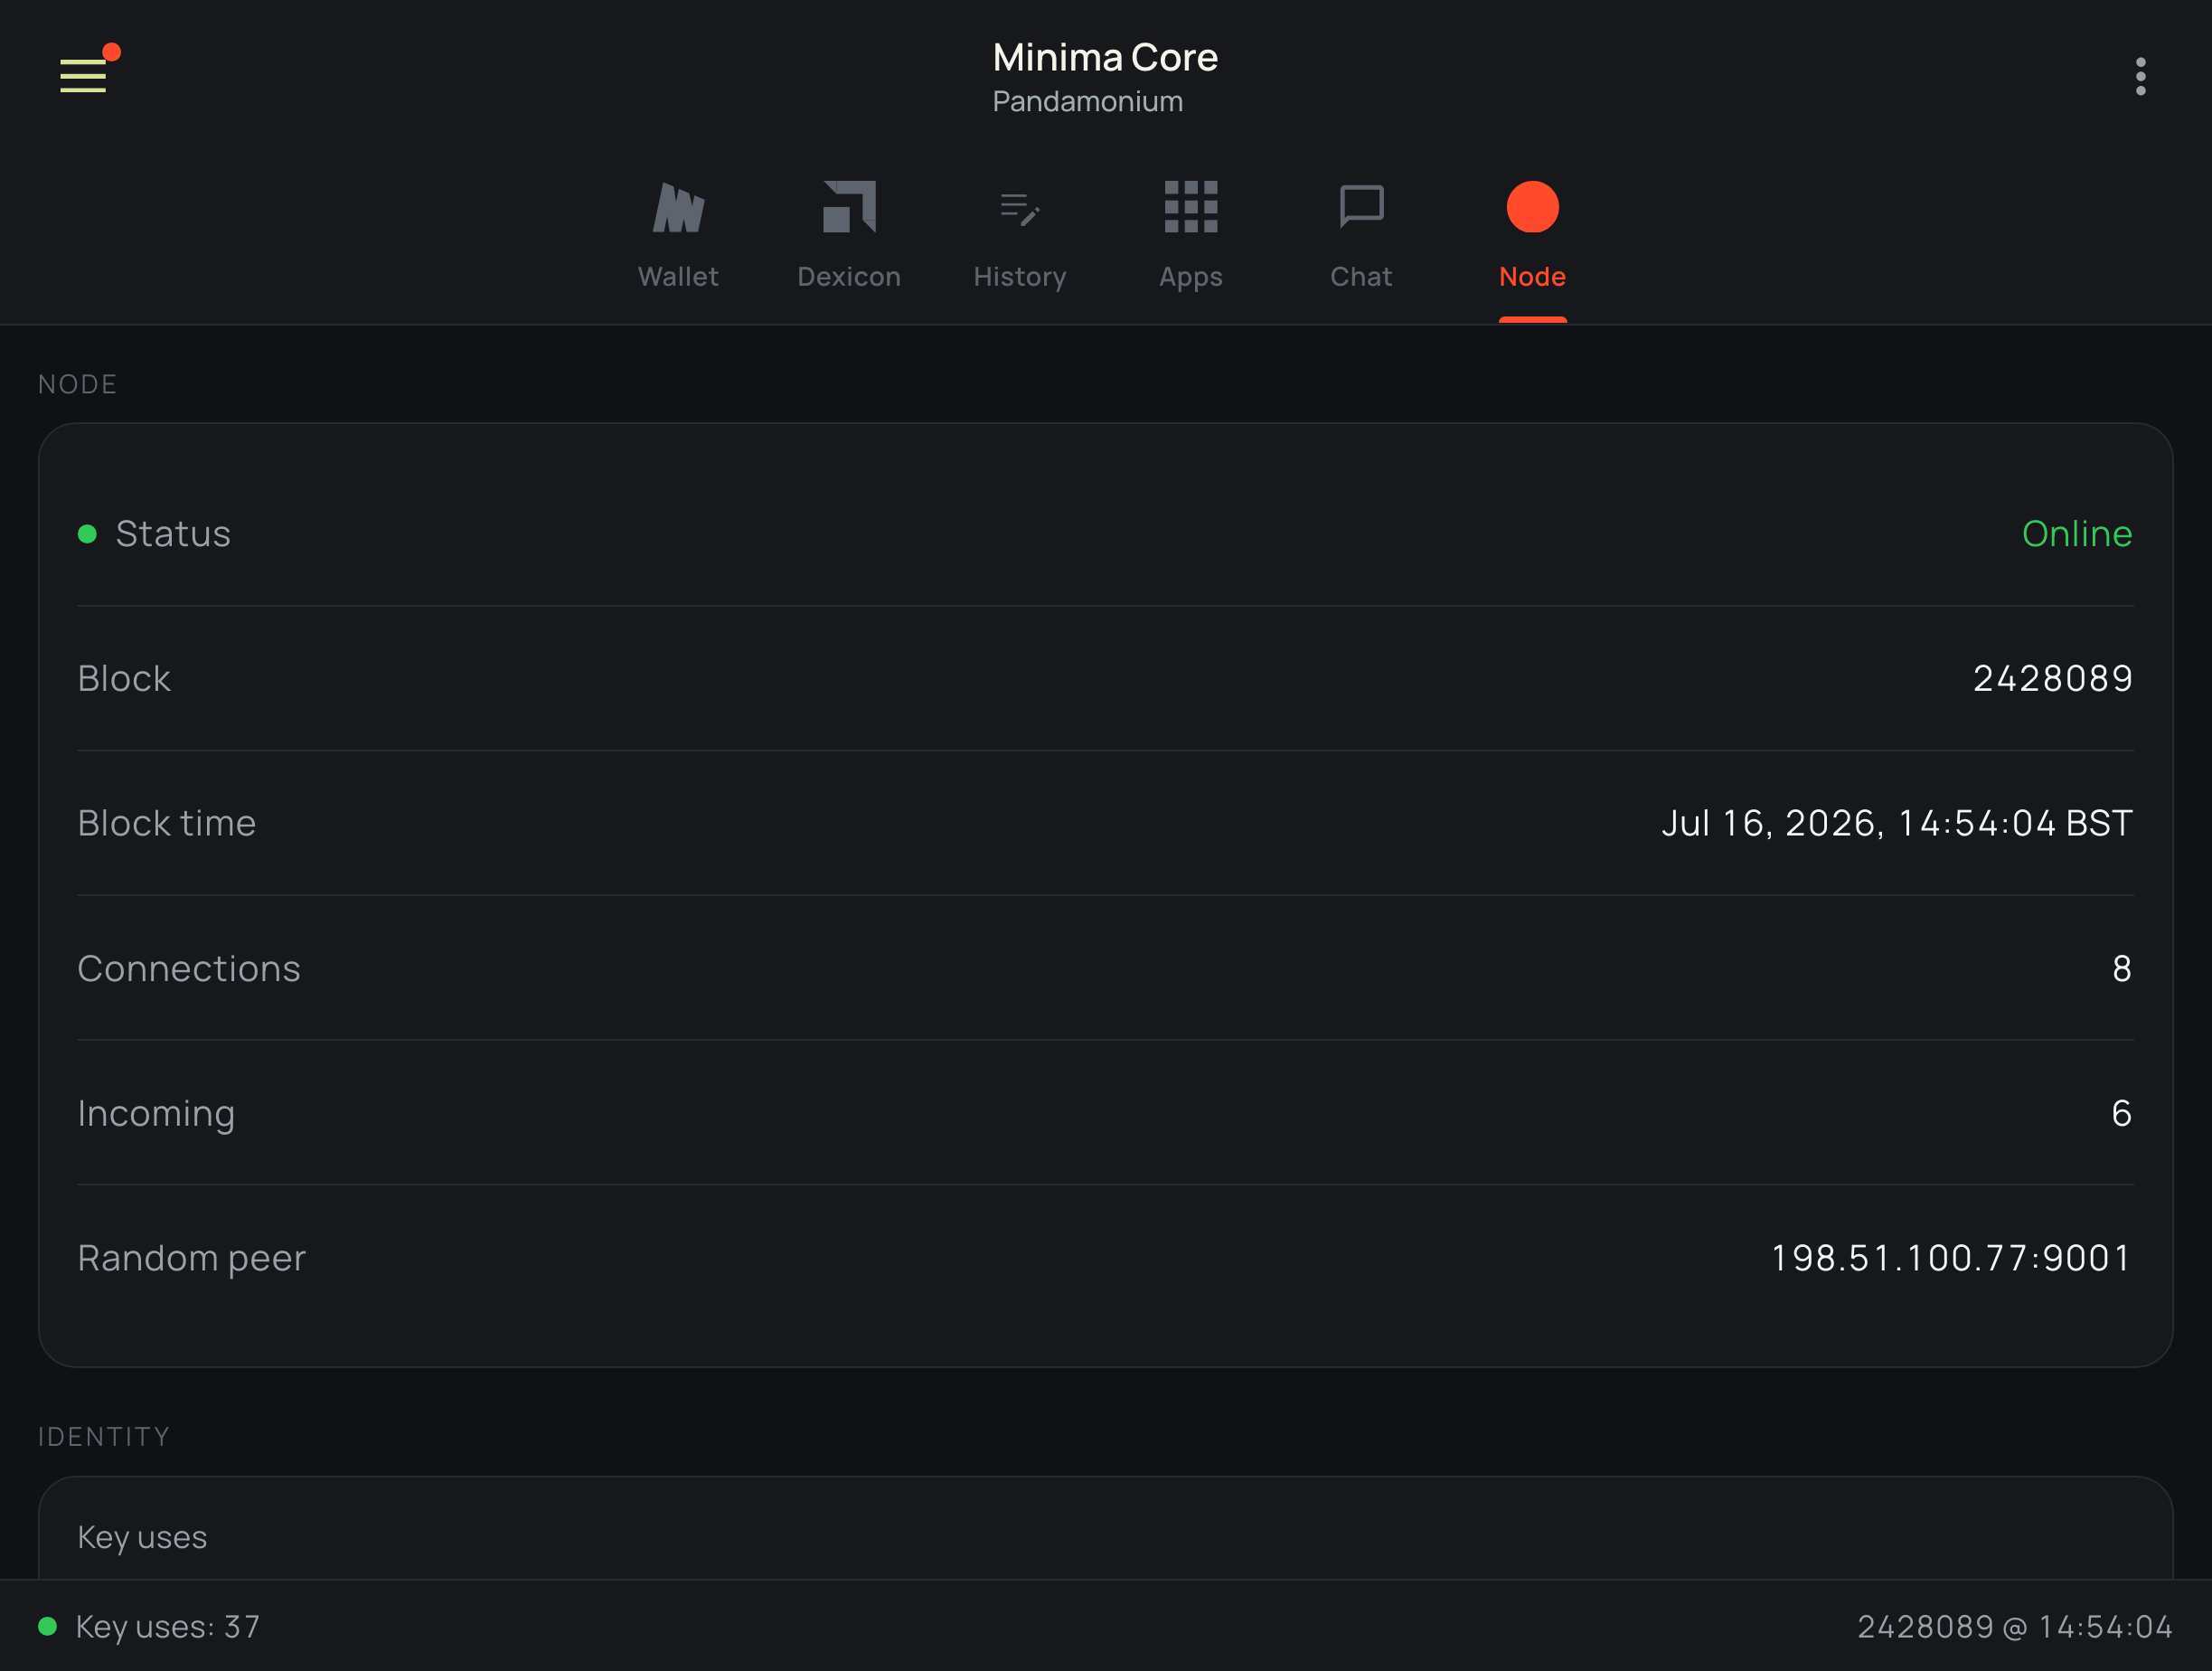 Minima Core
Pandamonium
Wallet
Dexicon
History
Apps
Chat
Node
NODE
Status
Online
Block
2428089
Block time
Jul 16, 2026, 14:54:04 BST
Connections
8
Incoming
6
Random peer
198.51.100.77:9001
IDENTITY
Key uses
Key uses: 37
2428089 @ 14:54:04